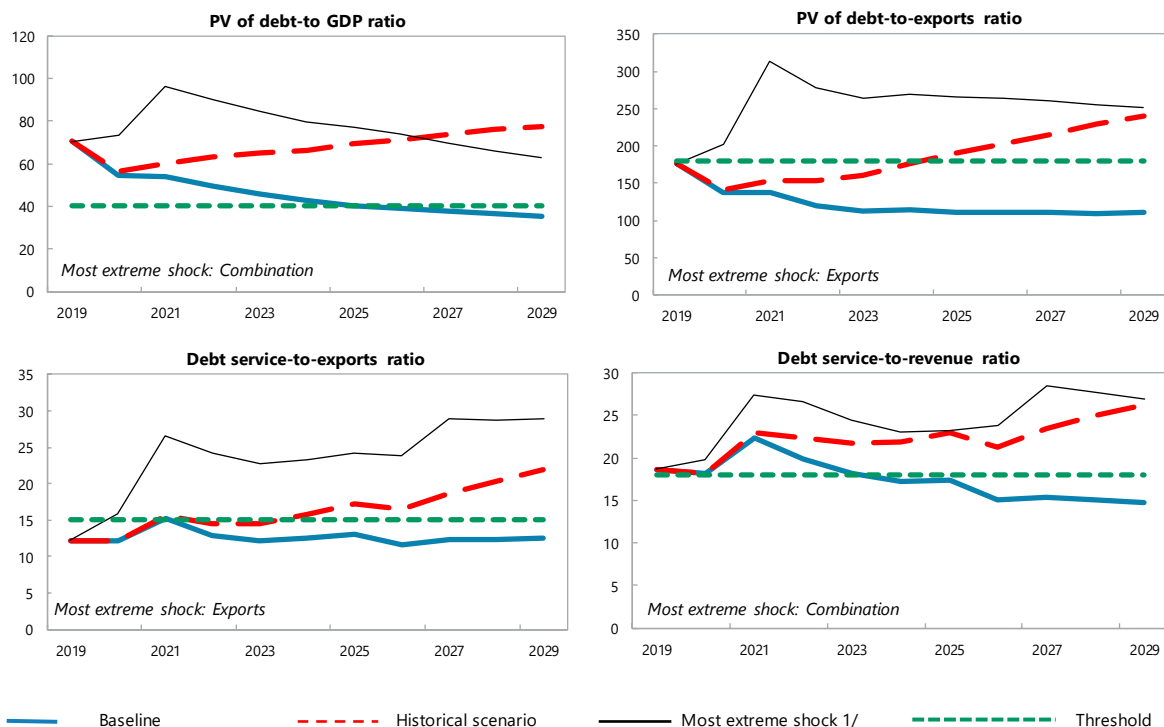 PV of debt-to GDP ratio
120
100
80
60
40
20
0
Most extreme shock: Combination
2019 2021 2023 2025 2027 2029
PV of debt-to-exports ratio
350
300
250
200
150
100
50
0
Most extreme shock: Exports
2019 2021 2023 2025 2027 2029
Debt service-to-exports ratio
35
30
25
20
15
10
5
0
Most extreme shock: Exports
2019 2021 2023 2025 2027 2029
Debt service-to-revenue ratio
30
25
20
15
10
5
0
Most extreme shock: Combination
2019 2021 2023 2025 2027 2029
Baseline Historical scenario Most extreme shock 1/ Threshold